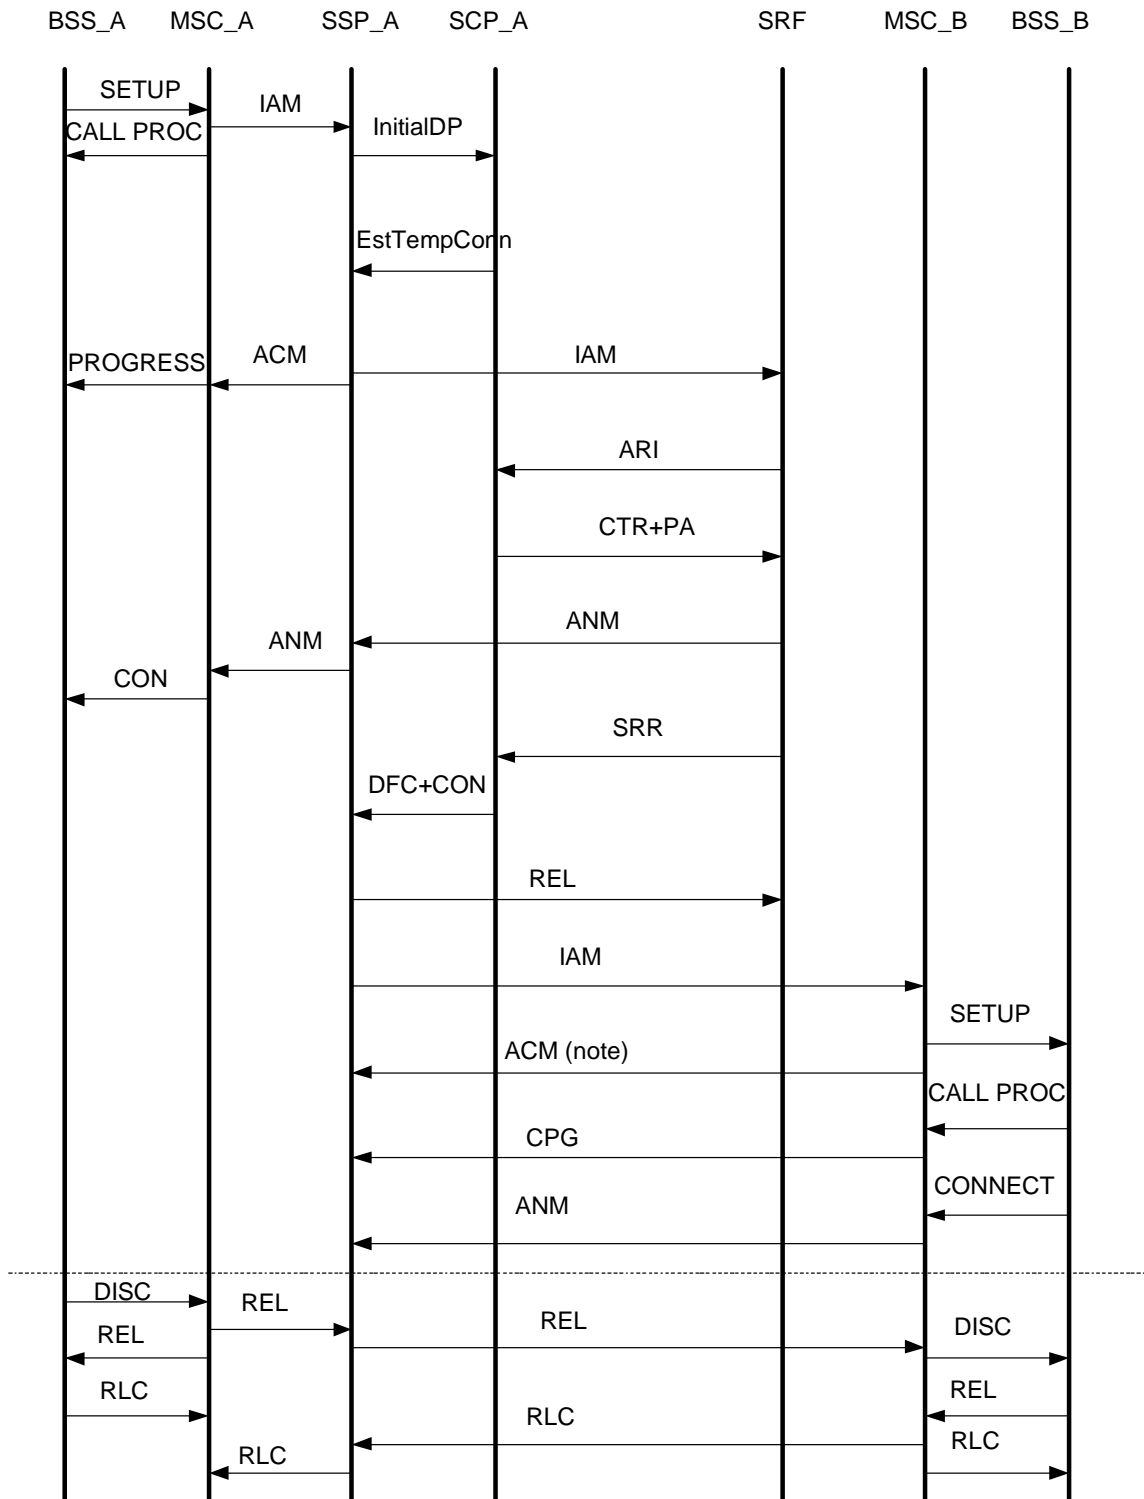 BSS_A MSC_A SSP_A SCP_A SRF MSC_B BSS_B
SETUP
IAM
CALL PROC
InitialDP
EstTempConn
PROGRESS
ACM
IAM
ARI
CTR+PA
ANM
ANM
CON
SRR
DFC+CON
REL
IAM
SETUP
ACM (note)
CALL PROC
CPG
CONNECT
ANM
DISC
REL
REL
DISC
REL
RLC
REL
RLC
RLC
RLC